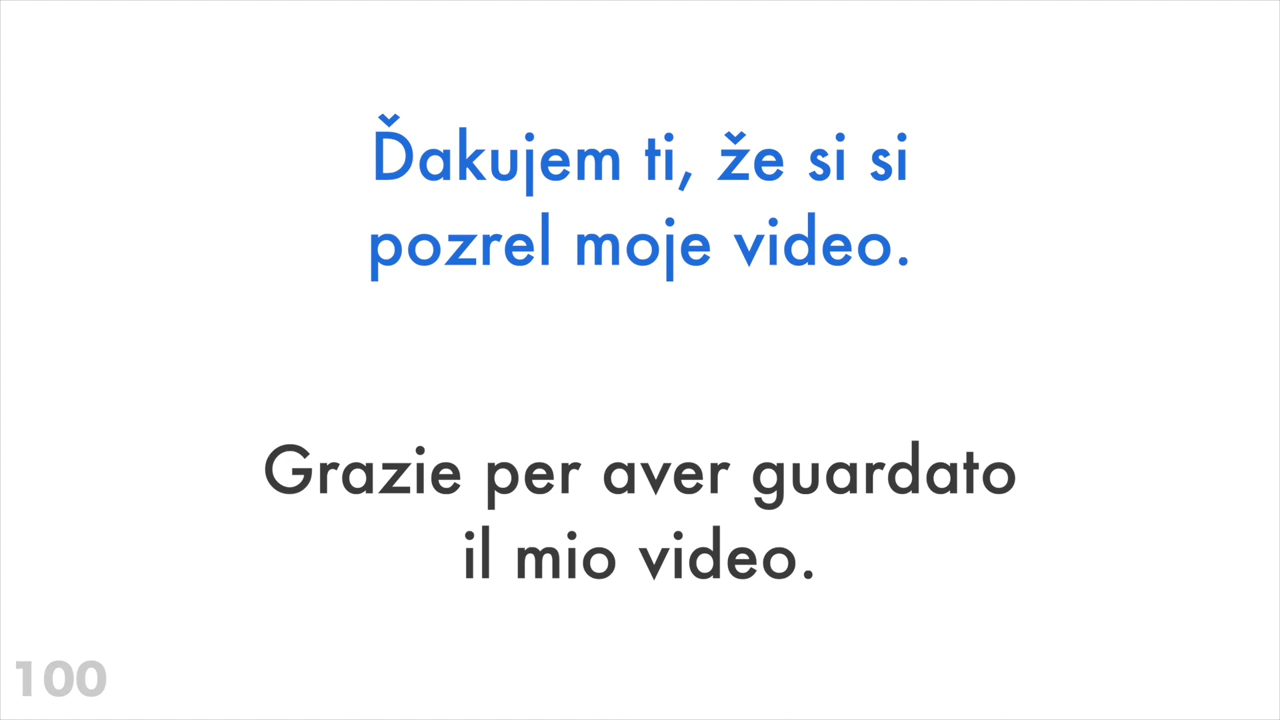 Ďakujem ti, že si si
pozrel moje video.
Grazie per aver guardato
il mio video.
100